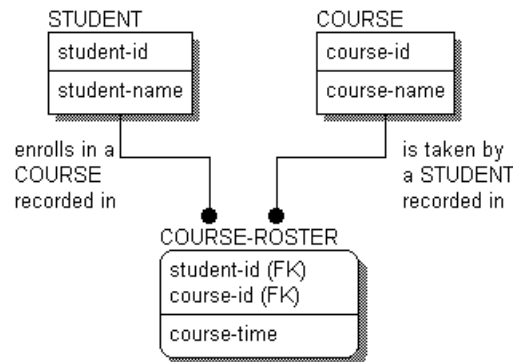 STUDENT
student-id
student-name
COURSE
course-id
course-name
enrolls in a
COURSE
recorded in
is taken by
a STUDENT
recorded in
COURSE-ROSTER
student-id (FK)
course-id (FK)
course-time